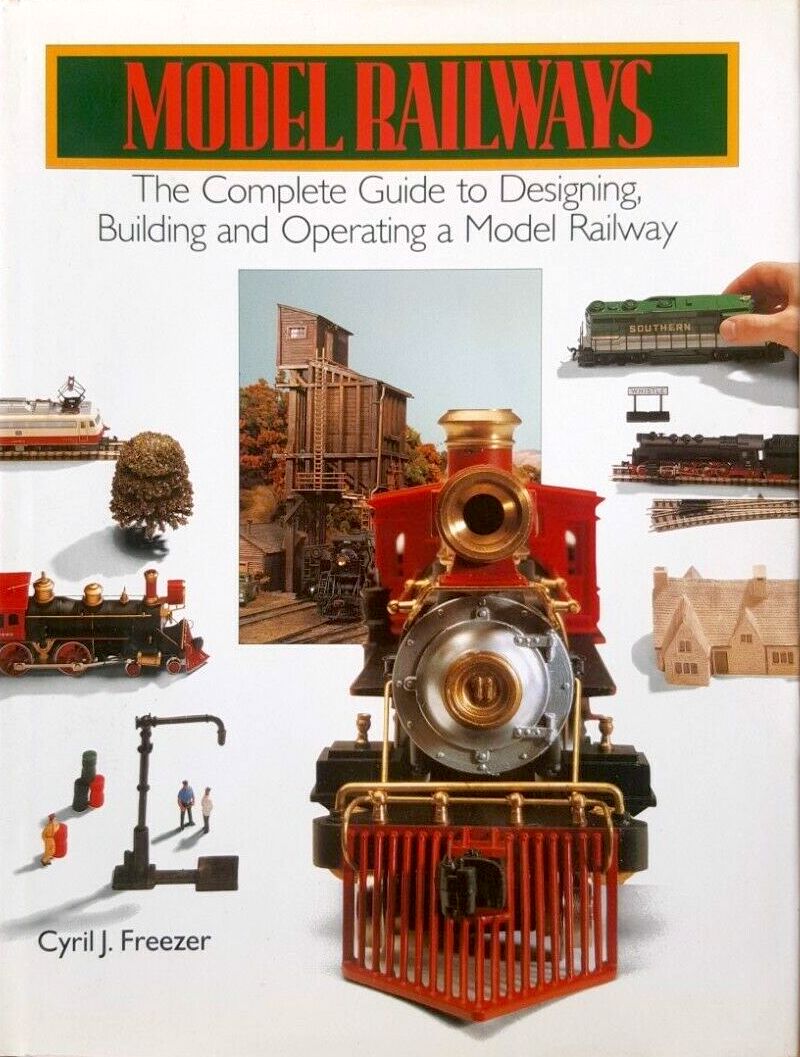 MODEL RAILWAYS
The Complete Guide to Designing,
Building and Operating a Model Railway
SOUTHERN
WHISTLE
Cyril J. Freezer